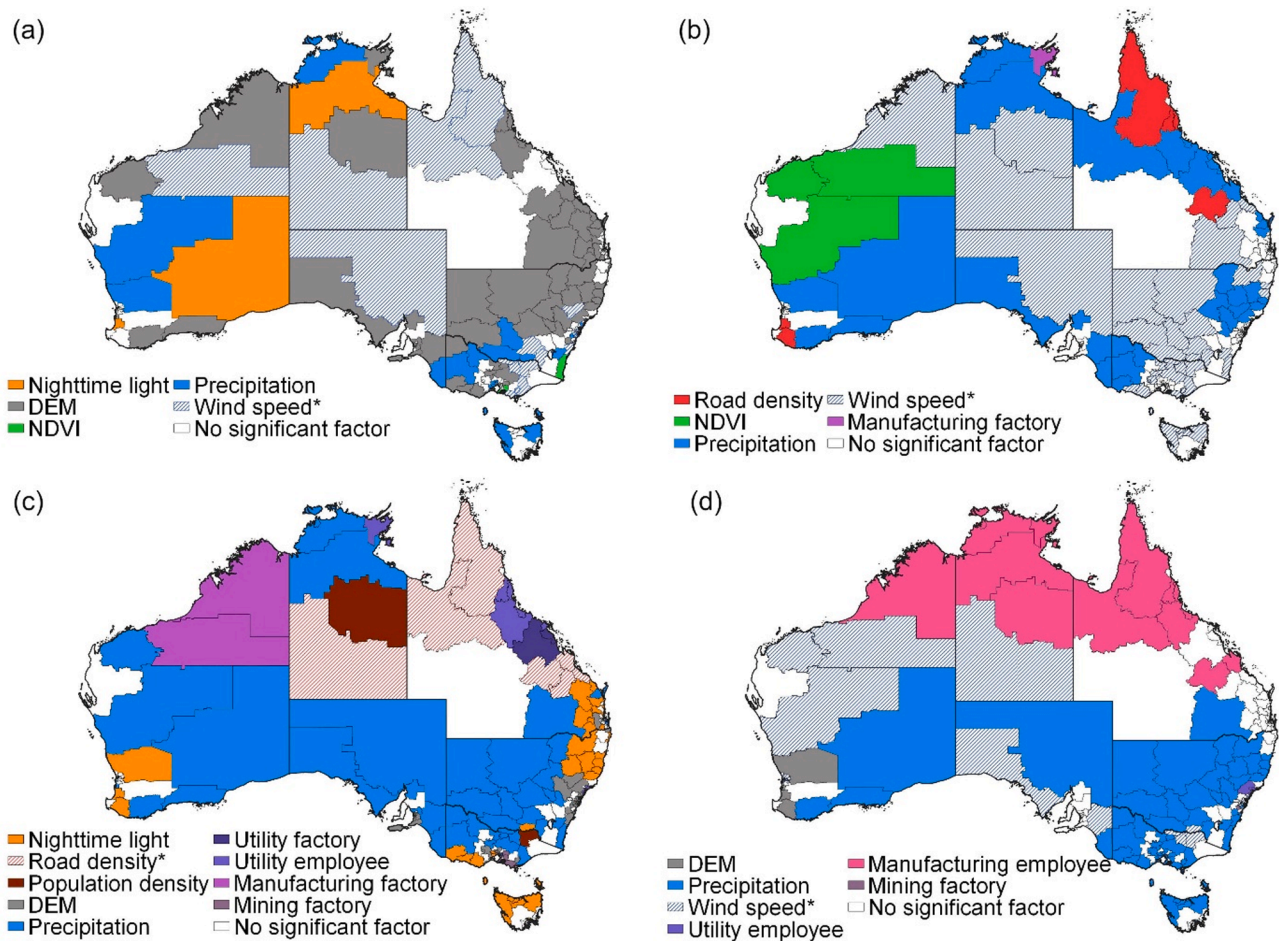 (a)
Nighttime light
Precipitation
DEM
Wind speed*
NDVI
No significant factor
(b)
Road density
Wind speed*
NDVI
Manufacturing factory
Precipitation
No significant factor
(c)
Nighttime light
Utility factory
Road density*
Utility employee
Population density
Manufacturing factory
DEM
Mining factory
Precipitation
No significant factor
(d)
DEM
Manufacturing employee
Precipitation
Mining factory
Wind speed*
No significant factor
Utility employee